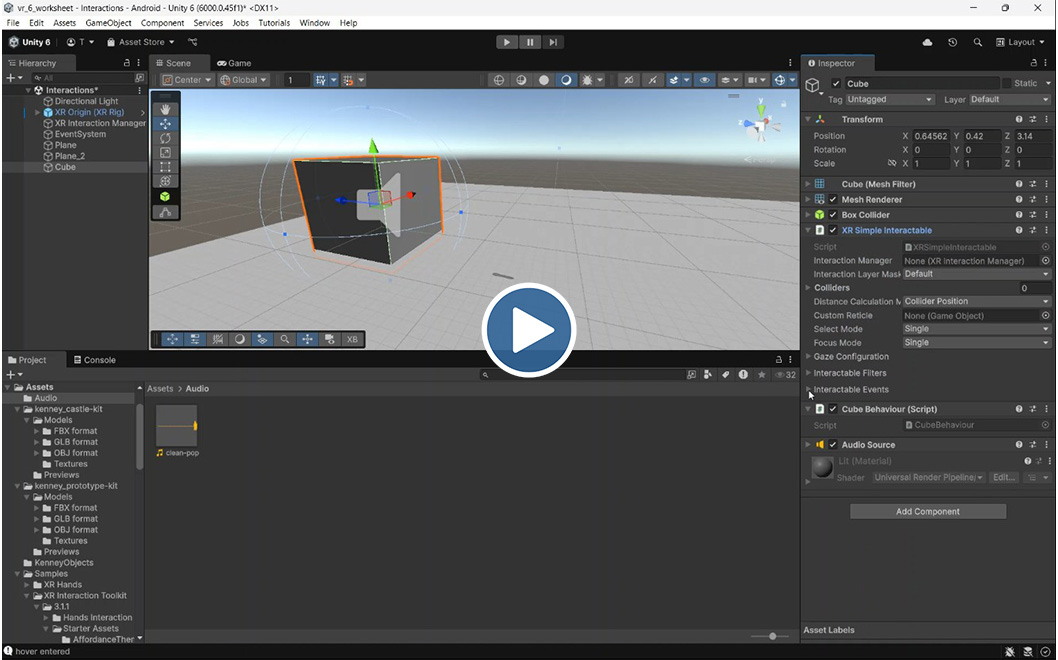 vr_6_worksheet - Interactions - Android - Unity 6 (6000.0.45f1)* <DX11>
File Edit Assets GameObject Component Services Jobs Tutorials Window Help
Unity 6 T Asset Store Layout
Hierarchy Scene Game Inspector
All Center Global 1 Cube Static
Tag Untagged Layer Default
Interactions*
Directional Light
XR Origin (XR Rig)
XR Interaction Manager
EventSystem
Plane
Plane_2
Cube
Transform
Position X 0.64562 Y 0.42 Z 3.14
Rotation X 0 Y 0 Z 0
Scale X 1 Y 1 Z 1
Cube (Mesh Filter)
Mesh Renderer
Box Collider
XR Simple Interactable
Script XRSimpleInteractable
Interaction Manager None (XR Interaction Manager)
Interaction Layer Mask Default
Colliders 0
Distance Calculation M Collider Position
Custom Reticle None (Game Object)
Select Mode Single
Focus Mode Single
Gaze Configuration
Interactable Filters
Interactable Events
Cube Behaviour (Script)
Script CubeBehaviour
Audio Source
Lit (Material)
Shader Universal Render Pipeline/ Edit...
Add Component
Asset Labels
y
XB
Project Console
32
Assets
Audio
kenney_castle-kit
Models
FBX format
GLB format
OBJ format
Textures
Previews
kenney_prototype-kit
Models
FBX format
GLB format
OBJ format
Textures
Previews
KenneyObjects
Samples
XR Hands
XR Interaction Toolkit
3.1.1
Hands Interaction
Starter Assets
AffordanceTher
Assets > Audio
clean-pop
hover entered